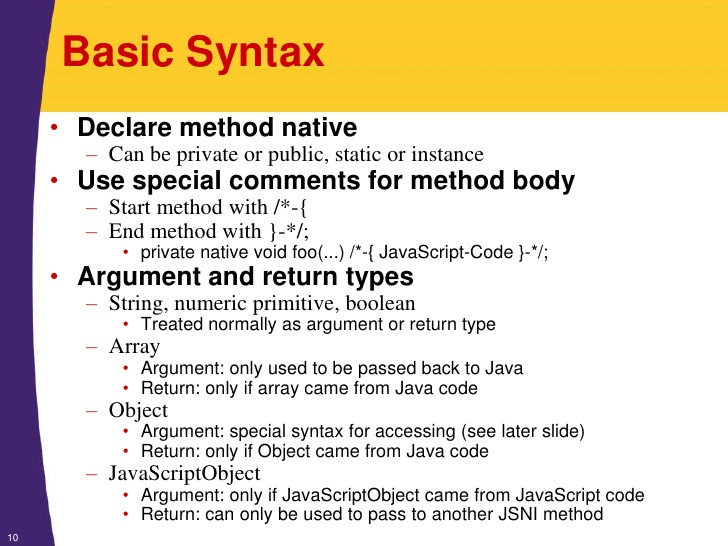 Basic Syntax
• Declare method native
– Can be private or public, static or instance
• Use special comments for method body
– Start method with /*-{
– End method with }-*/;
• private native void foo(...) /*-{ JavaScript-Code }-*/;
• Argument and return types
– String, numeric primitive, boolean
• Treated normally as argument or return type
– Array
• Argument: only used to be passed back to Java
• Return: only if array came from Java code
– Object
• Argument: special syntax for accessing (see later slide)
• Return: only if Object came from Java code
– JavaScriptObject
• Argument: only if JavaScriptObject came from JavaScript code
• Return: can only be used to pass to another JSNI method
10